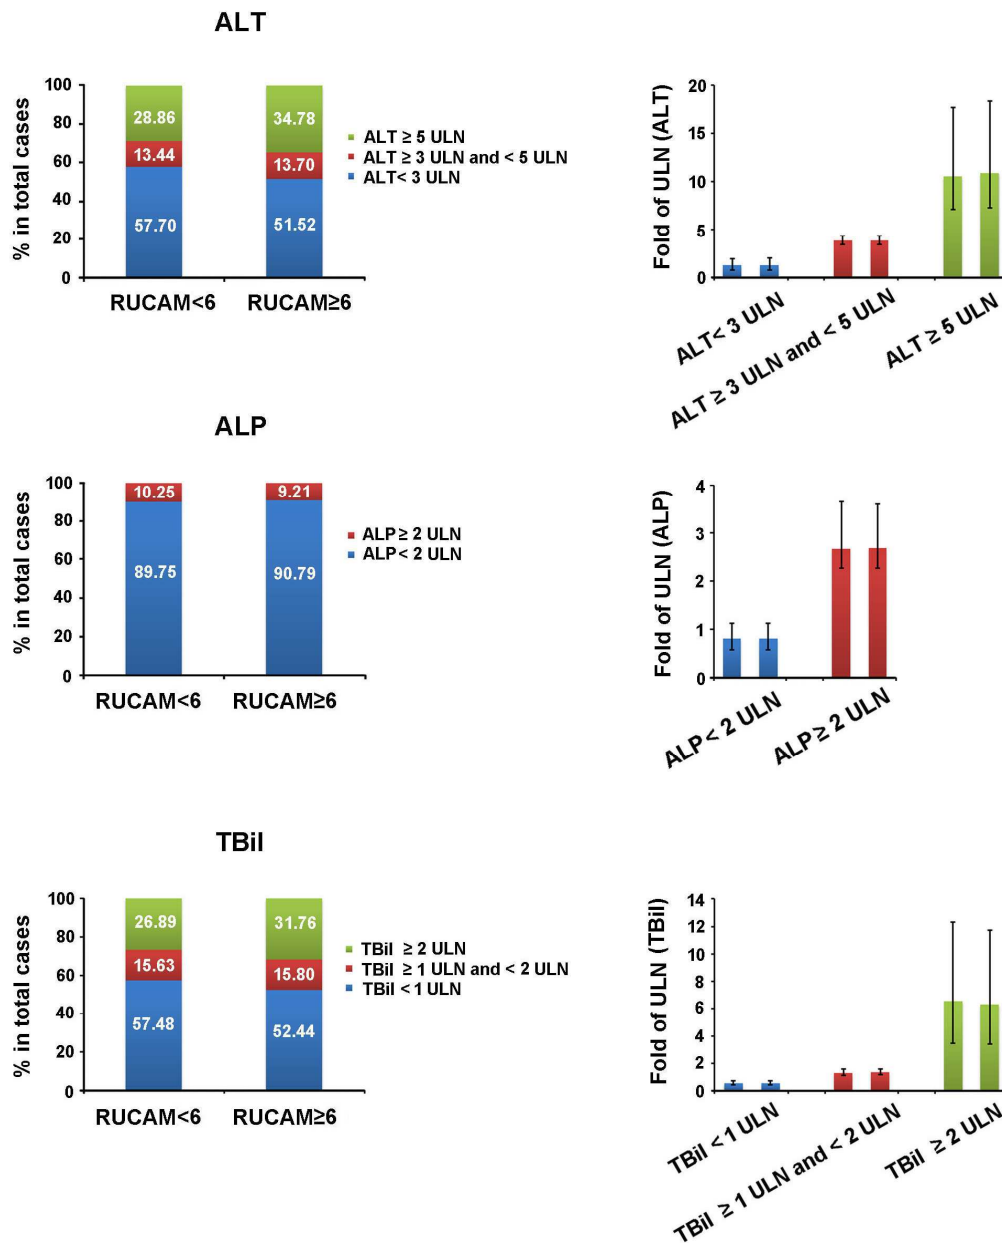 ALT
% in total cases
100
80
60
40
20
0
28.86
13.44
57.70
34.78
13.70
51.52
RUCAM<6
RUCAM≥6
ALT ≥ 5 ULN
ALT ≥ 3 ULN and < 5 ULN
ALT< 3 ULN
Fold of ULN (ALT)
20
15
10
5
0
ALT< 3 ULN
ALT ≥ 3 ULN and < 5 ULN
ALT ≥ 5 ULN
ALP
% in total cases
100
80
60
40
20
0
10.25
89.75
9.21
90.79
RUCAM<6
RUCAM≥6
ALP≥ 2 ULN
ALP< 2 ULN
Fold of ULN (ALP)
4
3
2
1
0
ALP< 2 ULN
ALP≥ 2 ULN
TBil
% in total cases
100
80
60
40
20
0
26.89
15.63
57.48
31.76
15.80
52.44
RUCAM<6
RUCAM≥6
TBil ≥ 2 ULN
TBil ≥ 1 ULN and < 2 ULN
TBil < 1 ULN
Fold of ULN (TBil)
14
12
10
8
6
4
2
0
TBil < 1 ULN
TBil ≥ 1 ULN and < 2 ULN
TBil ≥ 2 ULN